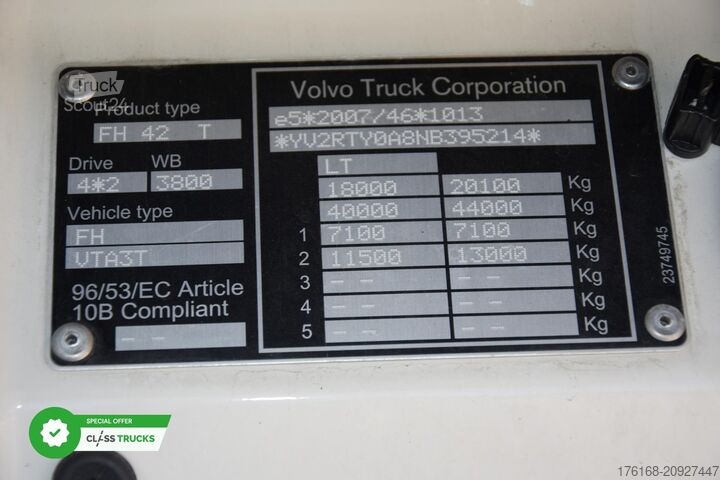 Truck
Scout24
Product type
FH 42 T
Drive WB
4*2 3800
Vehicle type
FH
VTA3T
96/53/EC Article
10B Compliant
- -
Volvo Truck Corporation
e5*2007/46*1013
*YV2RTY0A8NB395214*
LT
18000 20100 Kg
40000 44000 Kg
1 7100 7100 Kg
2 11500 13000 Kg
3 - - - - Kg
4 - - - - Kg
5 - - - - Kg
23749745
SPECIAL OFFER
CLASS TRUCKS
176168-20927447